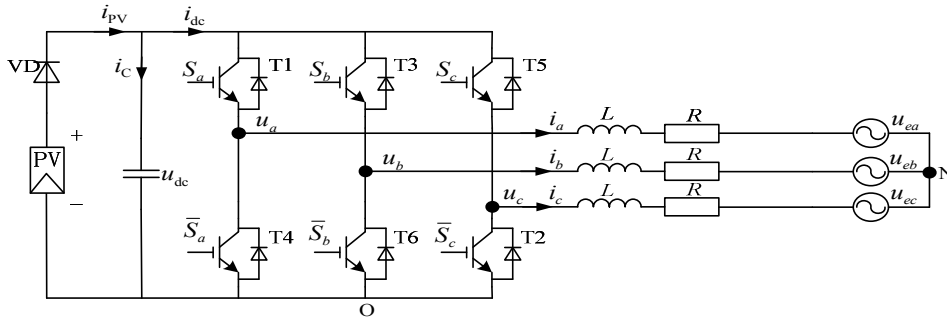 i_PV
i_dc
VD
i_C
S_a
T1
S_b
T3
S_c
T5
u_a
i_a
L
R
u_ea
+
PV
−
u_dc
u_b
i_b
L
R
u_eb
N
u_c
i_c
L
R
u_ec
S̅_a
T4
S̅_b
T6
S̅_c
T2
O